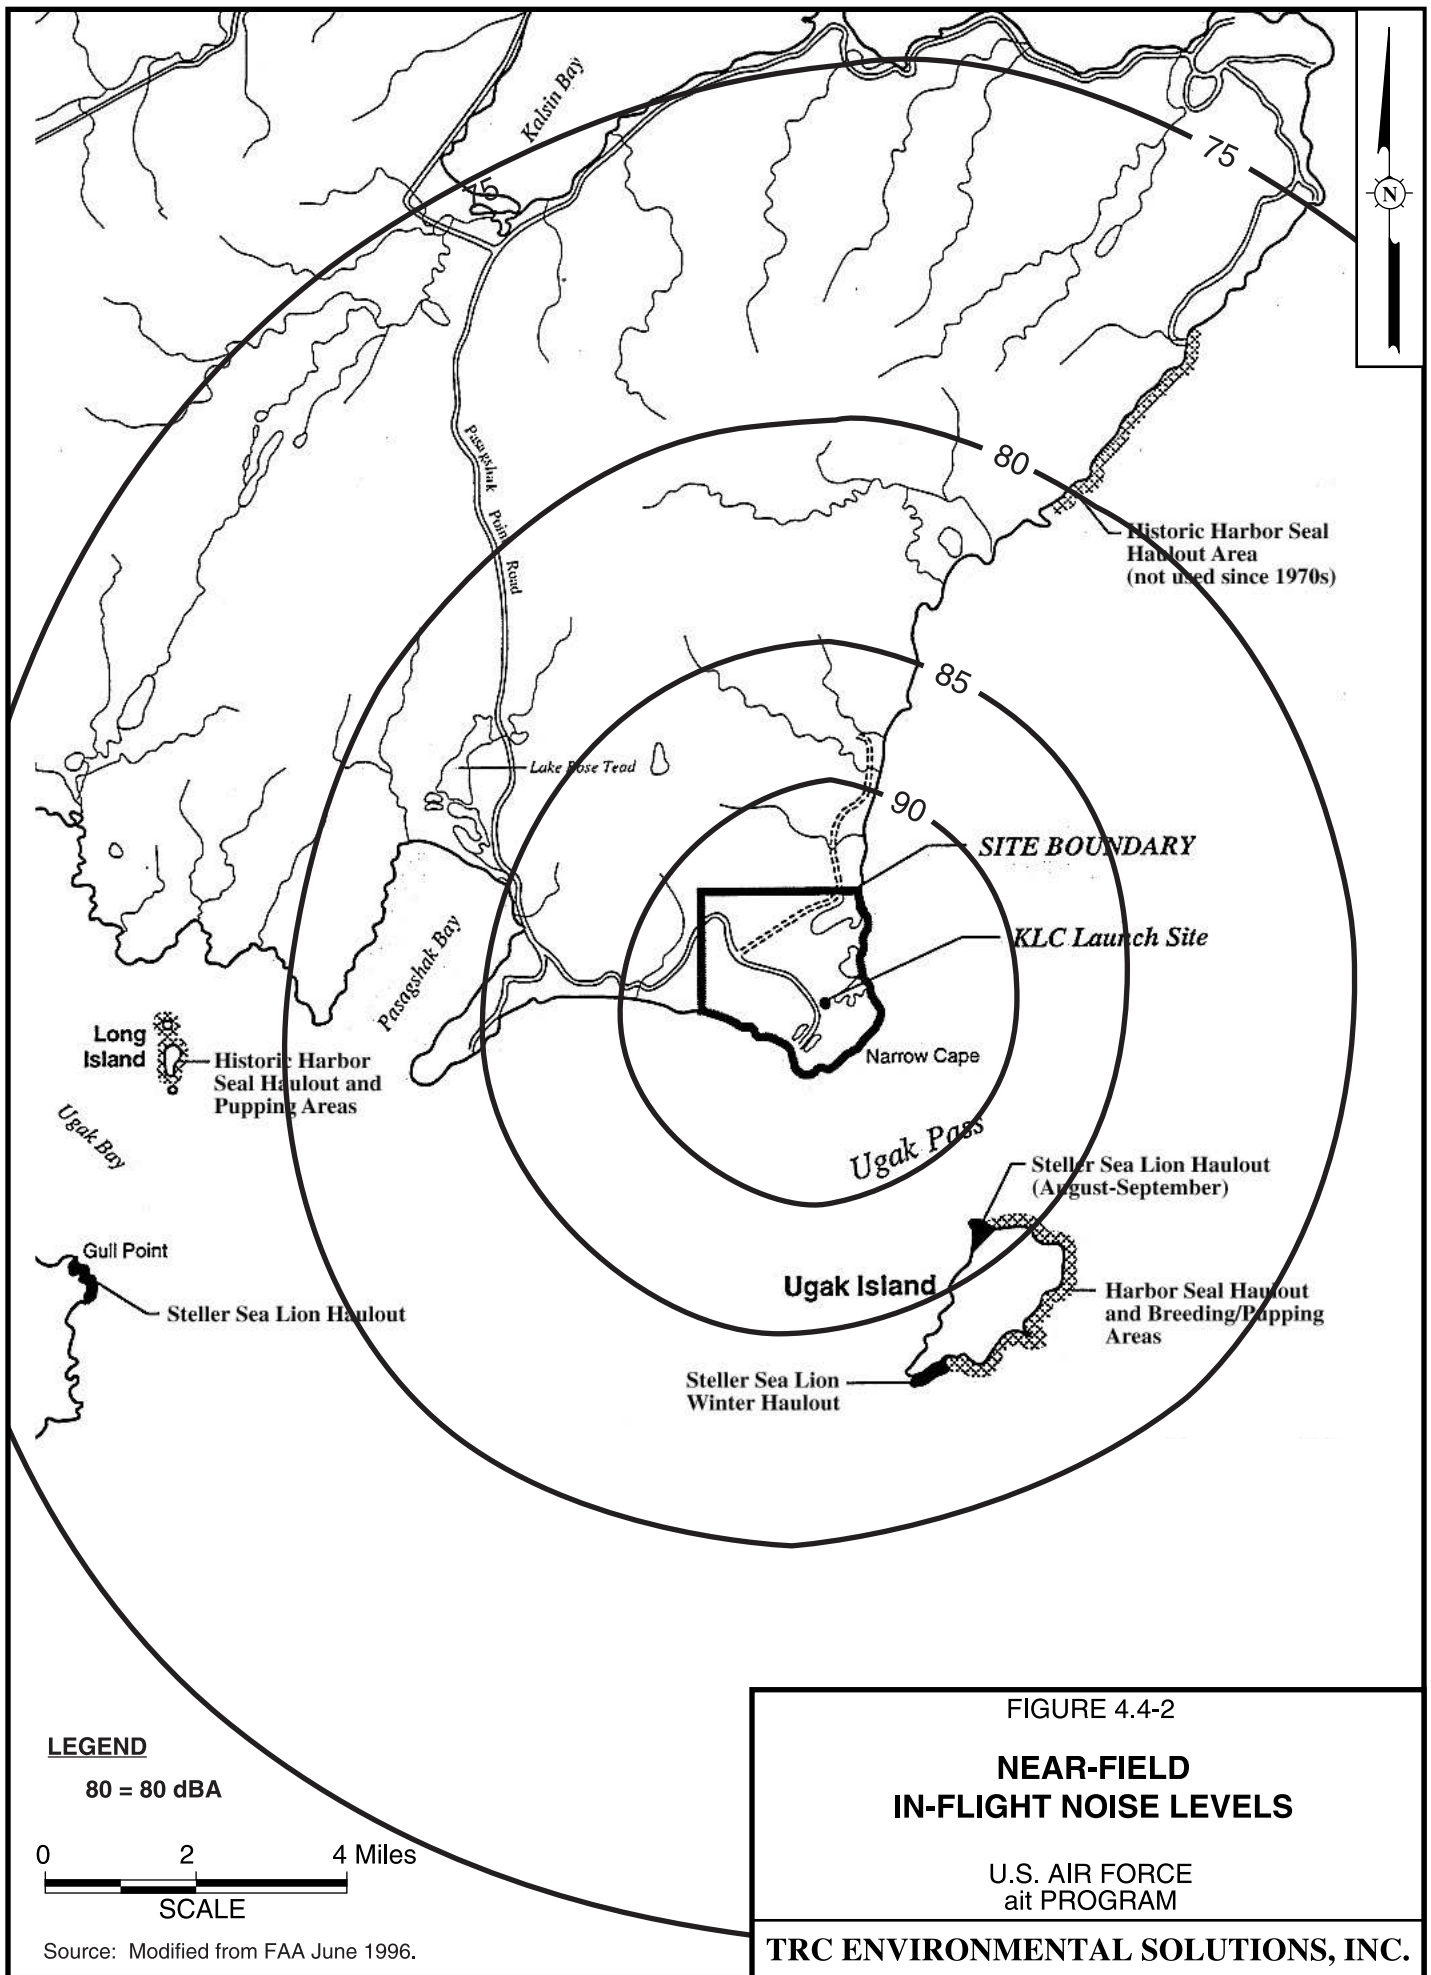 Kalsin Bay
75
75
N
Pasagshak
Point
Road
80
Historic Harbor Seal
Haulout Area
(not used since 1970s)
85
Lake Rose Tead
90
SITE BOUNDARY
KLC Launch Site
Pasagshak Bay
Long
Island
Historic Harbor
Seal Haulout and
Pupping Areas
Narrow Cape
Ugak Bay
Ugak Pass
Steller Sea Lion Haulout
(August-September)
Gull Point
Steller Sea Lion Haulout
Ugak Island
Harbor Seal Haulout
and Breeding/Pupping
Areas
Steller Sea Lion
Winter Haulout
LEGEND
80 = 80 dBA
0 2 4 Miles
SCALE
Source: Modified from FAA June 1996.
FIGURE 4.4-2
NEAR-FIELD
IN-FLIGHT NOISE LEVELS
U.S. AIR FORCE
ait PROGRAM
TRC ENVIRONMENTAL SOLUTIONS, INC.